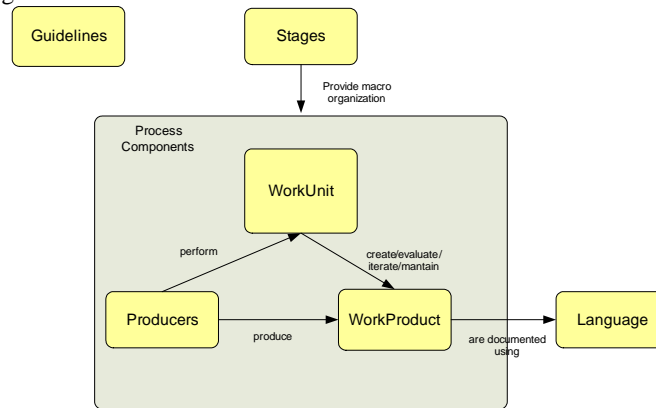 g
Guidelines
Stages
Provide macro
organization
Process
Components
WorkUnit
perform
create/evaluate/
iterate/mantain
Producers
WorkProduct
Language
produce
are documented
using